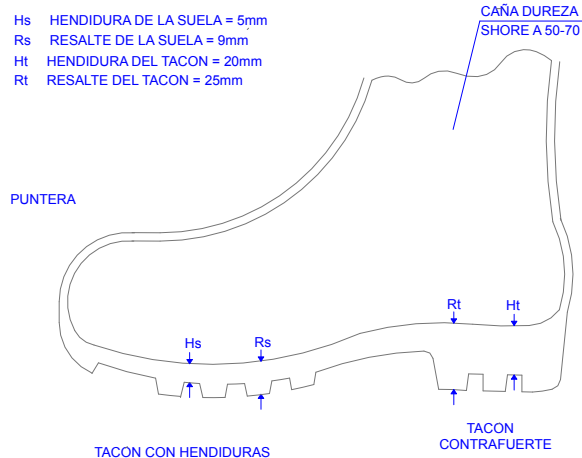 Hs HENDIDURA DE LA SUELA = 5mm
Rs RESALTE DE LA SUELA = 9mm
Ht HENDIDURA DEL TACON = 20mm
Rt RESALTE DEL TACON = 25mm
CAÑA DUREZA
SHORE A 50-70
PUNTERA
Rt
Ht
Hs
Rs
TACON
CONTRAFUERTE
TACON CON HENDIDURAS